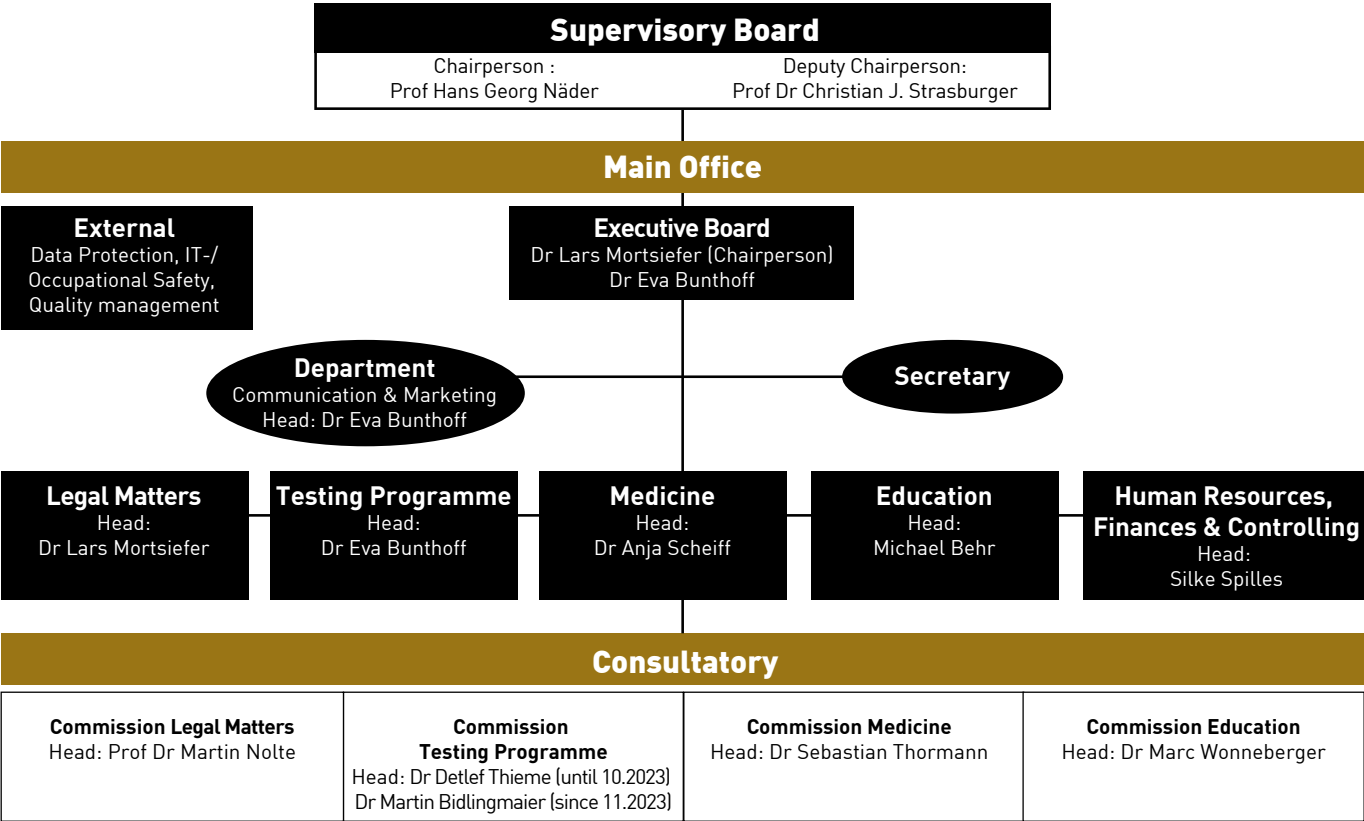 Supervisory Board
Chairperson :
Prof Hans Georg Näder
Deputy Chairperson:
Prof Dr Christian J. Strasburger
Main Office
External
Data Protection, IT-/
Occupational Safety,
Quality management
Executive Board
Dr Lars Mortsiefer (Chairperson)
Dr Eva Bunthoff
Department
Communication & Marketing
Head: Dr Eva Bunthoff
Secretary
Legal Matters
Head:
Dr Lars Mortsiefer
Testing Programme
Head:
Dr Eva Bunthoff
Medicine
Head:
Dr Anja Scheiff
Education
Head:
Michael Behr
Human Resources,
Finances & Controlling
Head:
Silke Spilles
Consultatory
Commission Legal Matters
Head: Prof Dr Martin Nolte
Commission
Testing Programme
Head: Dr Detlef Thieme (until 10.2023)
Dr Martin Bidlingmaier (since 11.2023)
Commission Medicine
Head: Dr Sebastian Thormann
Commission Education
Head: Dr Marc Wonneberger